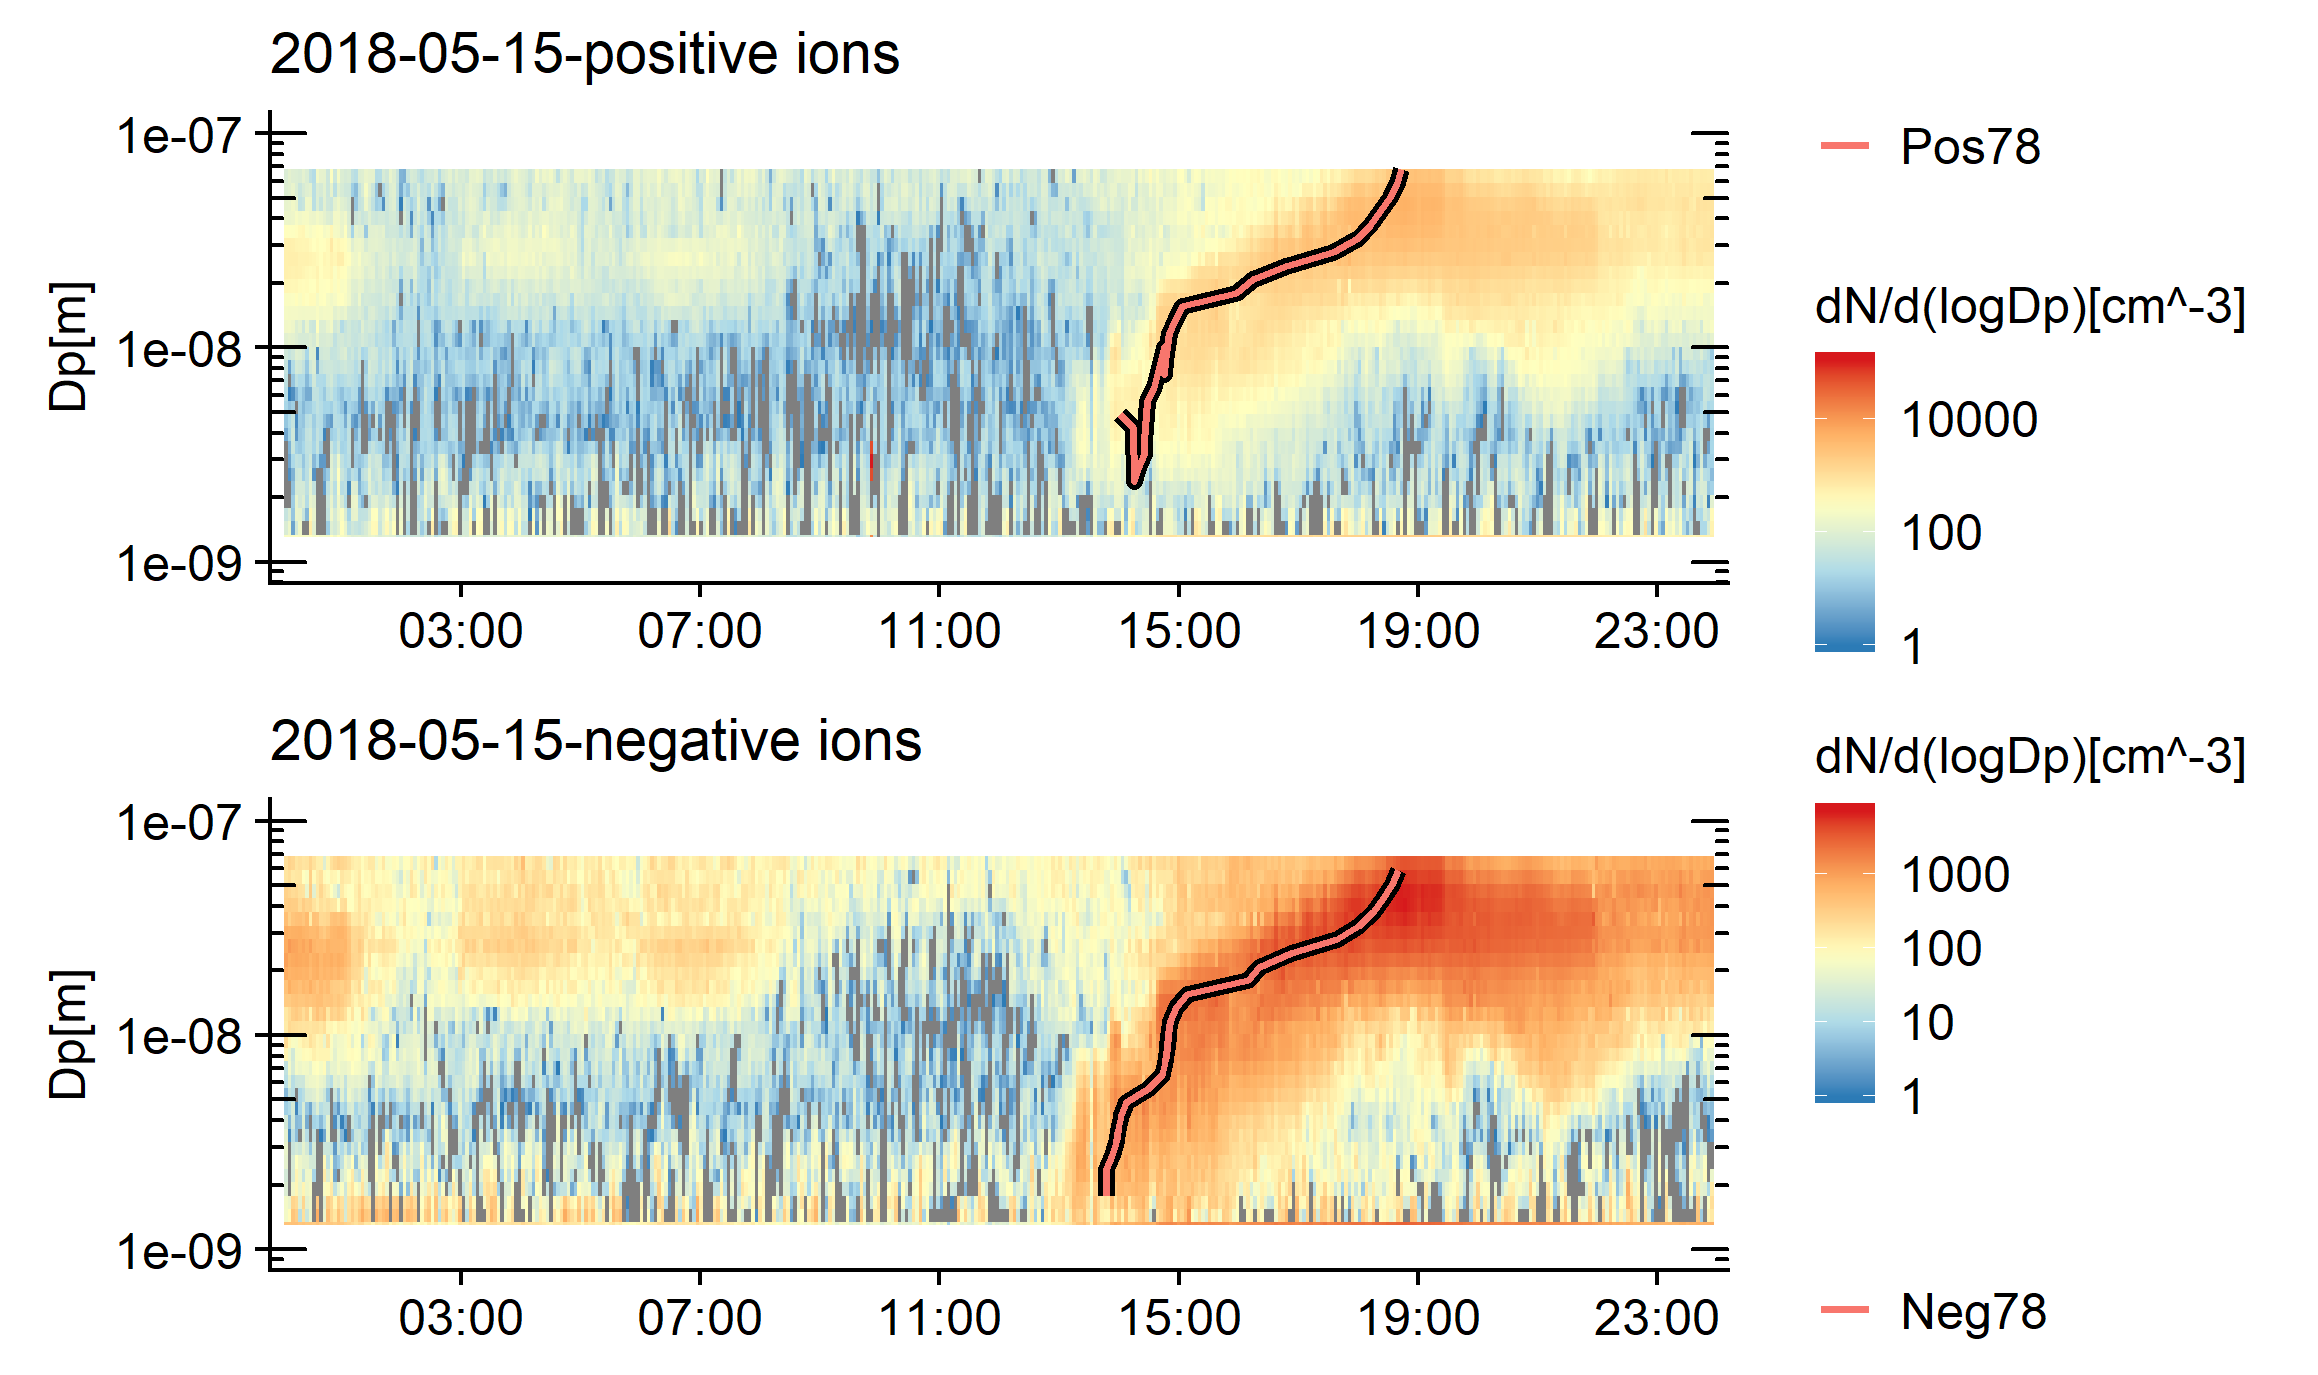 2018-05-15-positive ions
1e-07
1e-08
1e-09
Dp[m]
03:00 07:00 11:00 15:00 19:00 23:00
Pos78
dN/d(logDp)[cm^-3]
10000
100
1
2018-05-15-negative ions
1e-07
1e-08
1e-09
Dp[m]
03:00 07:00 11:00 15:00 19:00 23:00
dN/d(logDp)[cm^-3]
1000
100
10
1
Neg78